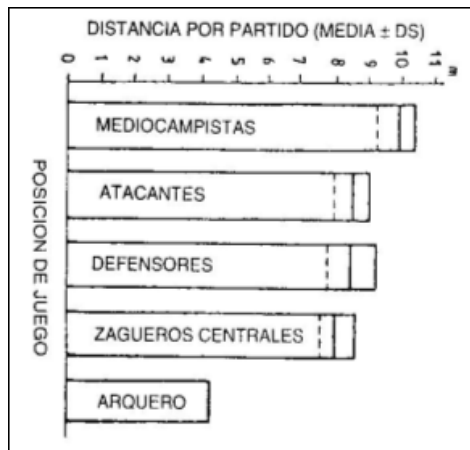 DISTANCIA POR PARTIDO (MEDIA ± DS)
0 1 2 3 4 5 6 7 8 9 10 11 m
MEDIOCAMPISTAS
ATACANTES
DEFENSORES
ZAGUEROS CENTRALES
ARQUERO
POSICION DE JUEGO